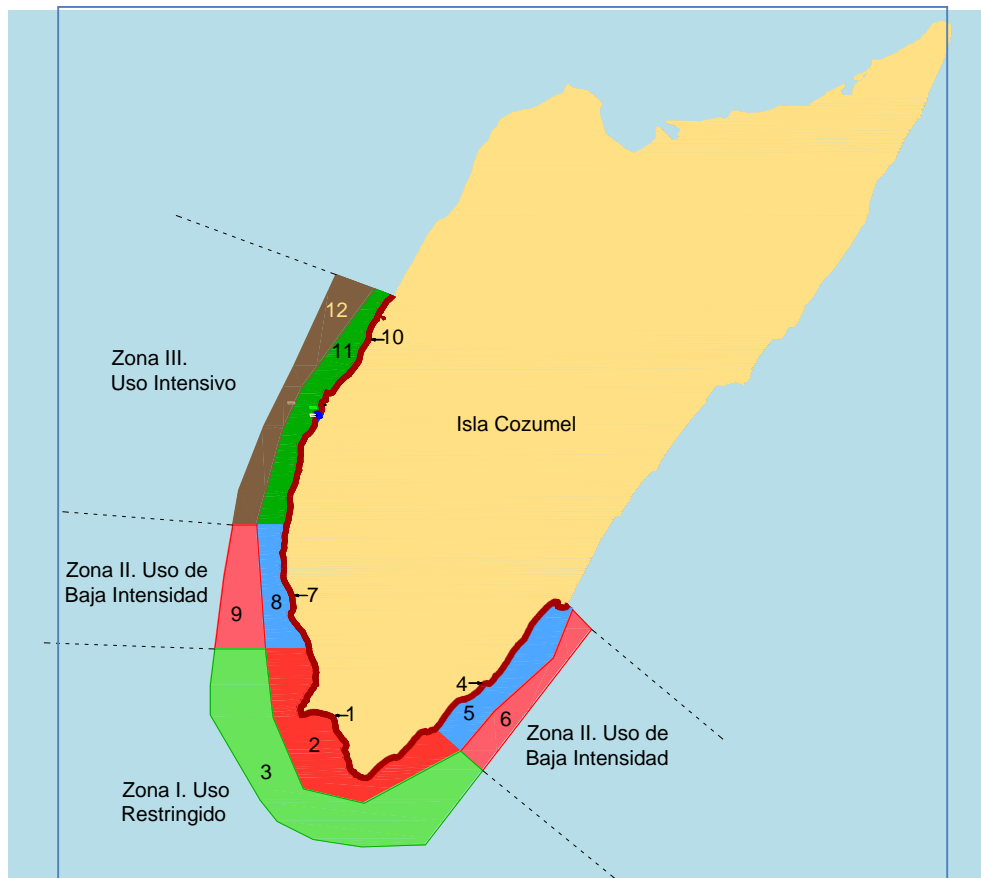 12
10
11
Zona III.
Uso Intensivo
Isla Cozumel
Zona II. Uso de
Baja Intensidad
7
8
9
4
5
6
1
2
3
Zona II. Uso de
Baja Intensidad
Zona I. Uso
Restringido